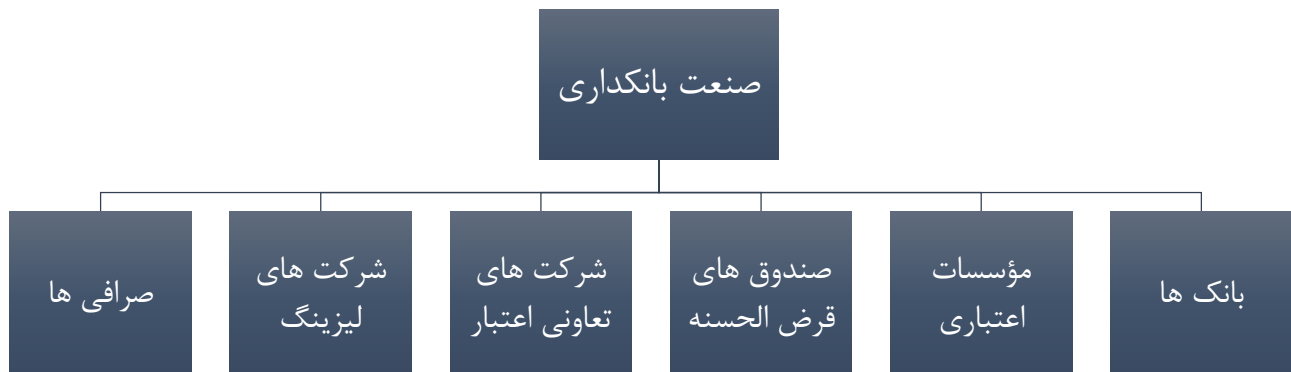 صنعت بانکداری
بانک ها
مؤسسات
اعتباری
صندوق های
قرض الحسنه
شرکت های
تعاونی اعتبار
شرکت های
لیزینگ
صرافی ها